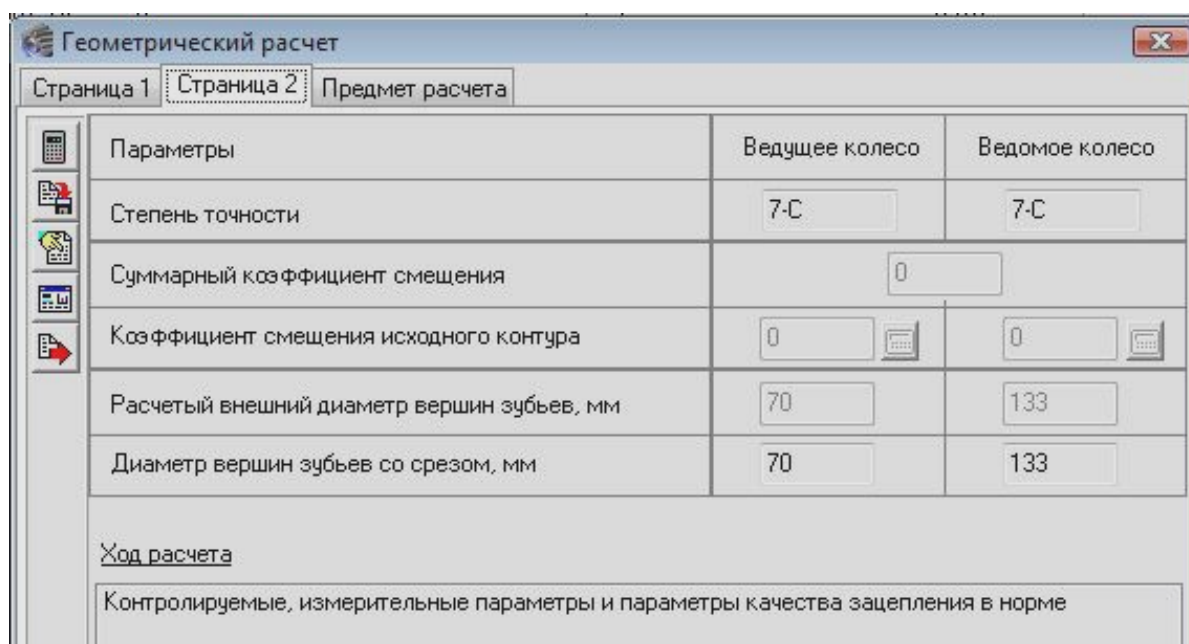 Геометрический расчет
Страница 1 Страница 2 Предмет расчета
Параметры Ведущее колесо Ведомое колесо
Степень точности 7-C 7-C
Суммарный коэффициент смещения 0
Коэффициент смещения исходного контура 0 0
Расчетый внешний диаметр вершин зубьев, мм 70 133
Диаметр вершин зубьев со срезом, мм 70 133
Ход расчета
Контролируемые, измерительные параметры и параметры качества зацепления в норме